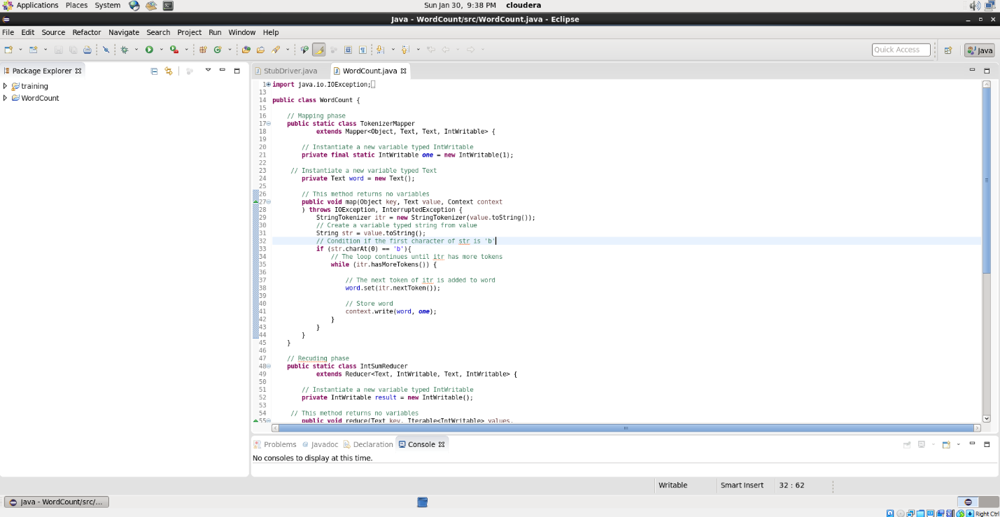 Applications Places System Sun Jan 30, 9:38 PM cloudera
Java - WordCount/src/WordCount.java - Eclipse
File Edit Source Refactor Navigate Search Project Run Window Help
Quick Access Java
Package Explorer
training
WordCount
StubDriver.java WordCount.java
1 import java.io.IOException;
13
14 public class WordCount {
15
16 // Mapping phase
17 public static class TokenizerMapper
18 extends Mapper<Object, Text, Text, IntWritable> {
19
20 // Instantiate a new variable typed IntWritable
21 private final static IntWritable one = new IntWritable(1);
22
23 // Instantiate a new variable typed Text
24 private Text word = new Text();
25
26 // This method returns no variables
27 public void map(Object key, Text value, Context context
28 ) throws IOException, InterruptedException {
29 StringTokenizer itr = new StringTokenizer(value.toString());
30 // Create a variable typed string from value
31 String str = value.toString();
32 // Condition if the first character of str is 'b'
33 if (str.charAt(0) == 'b'){
34 // The loop continues until itr has more tokens
35 while (itr.hasMoreTokens()) {
36
37 // The next token of itr is added to word
38 word.set(itr.nextToken());
39
40 // Store word
41 context.write(word, one);
42 }
43 }
44 }
45 }
46
47 // Recuding phase
48 public static class IntSumReducer
49 extends Reducer<Text, IntWritable, Text, IntWritable> {
50
51 // Instantiate a new variable typed IntWritable
52 private IntWritable result = new IntWritable();
53
54 // This method returns no variables
55 public void reduce(Text key, Iterable<IntWritable> values,
Problems @ Javadoc Declaration Console
No consoles to display at this time.
Writable Smart Insert 32 : 62
Java - WordCount/src/...
Right Ctrl